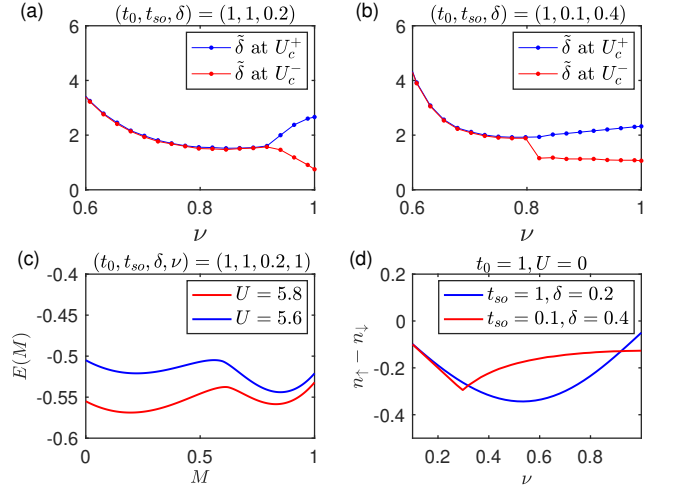 (a) (t₀, tₛₒ, δ) = (1, 1, 0.2)
6
4
2
0
δ̃ at U_c^+
δ̃ at U_c^-
0.6 0.8 1
ν
(b) (t₀, tₛₒ, δ) = (1, 0.1, 0.4)
6
4
2
0
δ̃ at U_c^+
δ̃ at U_c^-
0.6 0.8 1
ν
(c) (t₀, tₛₒ, δ, ν) = (1, 1, 0.2, 1)
E(M)
-0.4
-0.45
-0.5
-0.55
-0.6
U = 5.8
U = 5.6
0 0.5 1
M
(d) t₀ = 1, U = 0
n↑ − n↓
0.2
0
-0.2
-0.4
tₛₒ = 1, δ = 0.2
tₛₒ = 0.1, δ = 0.4
0.2 0.4 0.6 0.8
ν